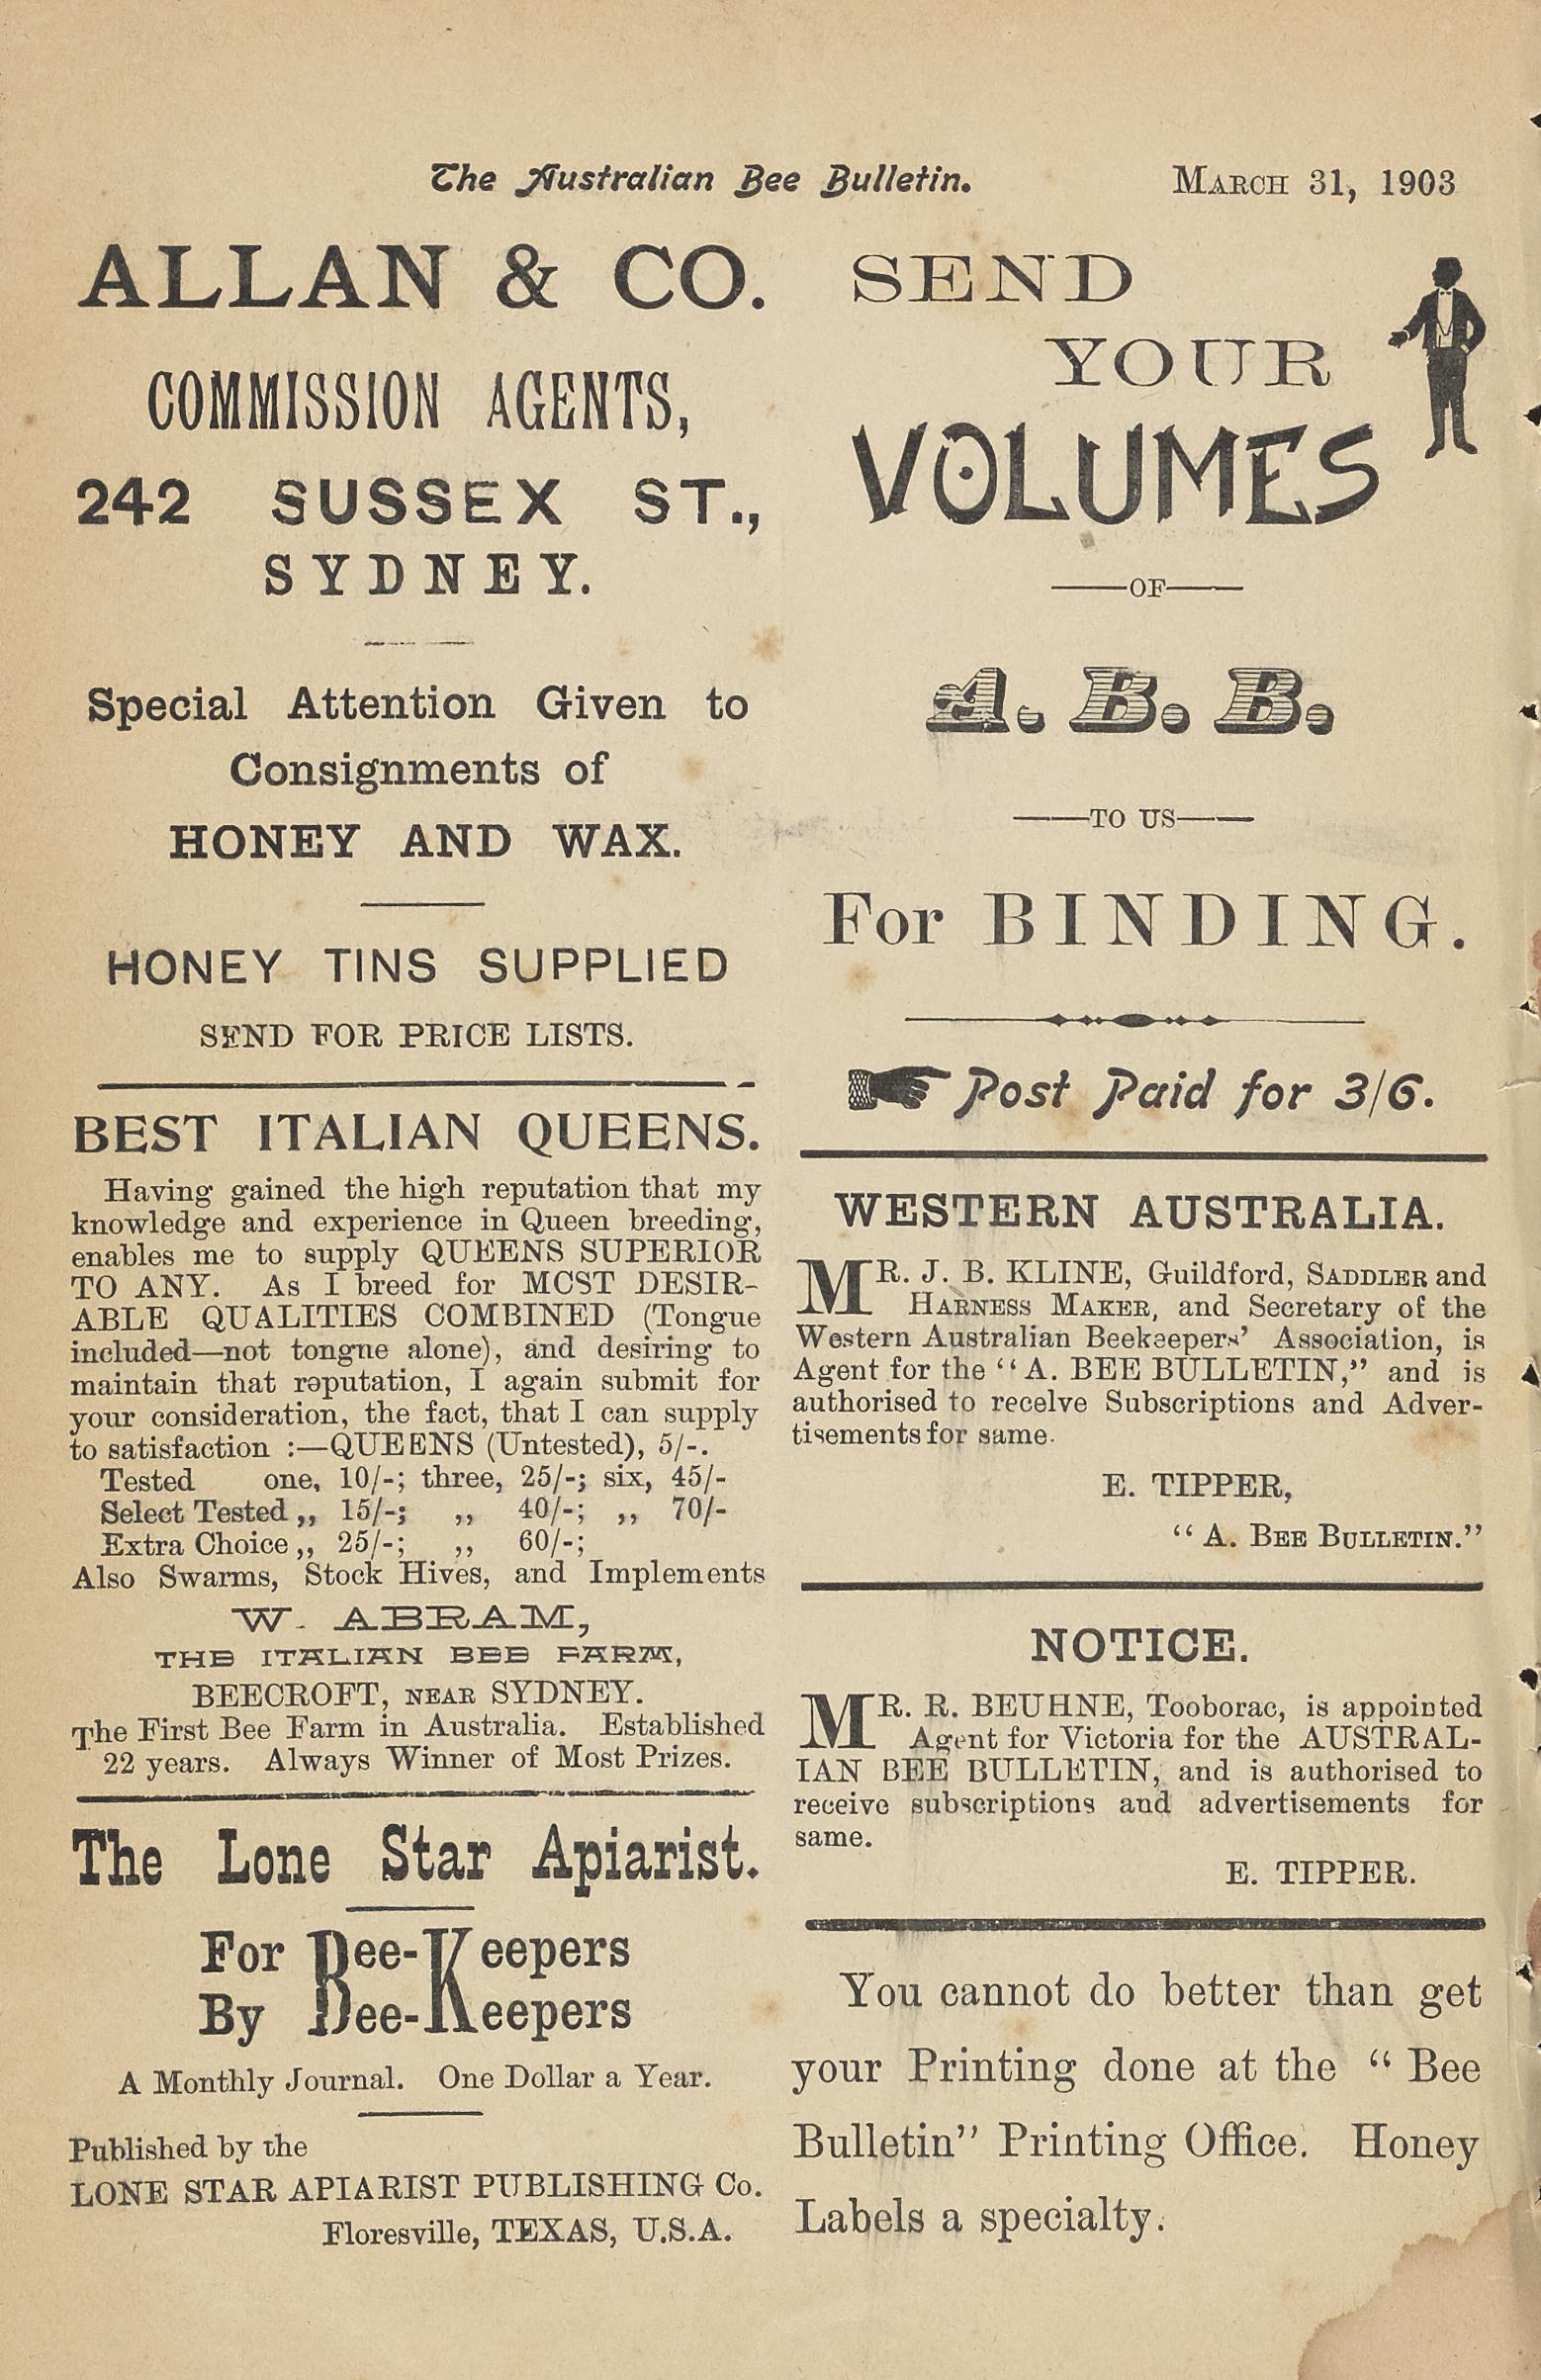 The Australian Bee Bulletin. MARCH 31, 1903
ALLAN & CO.
COMMISSION AGENTS,
242 SUSSEX ST.,
SYDNEY.
Special Attention Given to
Consignments of
HONEY AND WAX.
HONEY TINS SUPPLIED
SEND FOR PRICE LISTS.
BEST ITALIAN QUEENS.
Having gained the high reputation that my
knowledge and experience in Queen breeding,
enables me to supply QUEENS SUPERIOR
TO ANY. As I breed for MOST DESIR-
ABLE QUALITIES COMBINED (Tongue
included—not tongue alone), and desiring to
maintain that reputation, I again submit for
your consideration, the fact, that I can supply
to satisfaction :—QUEENS (Untested), 5/-.
Tested one, 10/-; three, 25/-; six, 45/-
Select Tested ,, 15/-; ,, 40/-; ,, 70/-
Extra Choice ,, 25/-; ,, 60/-;
Also Swarms, Stock Hives, and Implements
W. ABRAM,
THE ITALIAN BEE FARM,
BEECROFT, NEAR SYDNEY.
The First Bee Farm in Australia. Established
22 years. Always Winner of Most Prizes.
The Lone Star Apiarist.
For Bee-Keepers
By Bee-Keepers
A Monthly Journal. One Dollar a Year.
Published by the
LONE STAR APIARIST PUBLISHING Co.
Floresville, TEXAS, U.S.A.
SEND
YOUR
VOLUMES
—OF—
A. B. B.
—TO US—
For BINDING.
Post Paid for 3/6.
WESTERN AUSTRALIA.
MR. J. B. KLINE, Guildford, SADDLER and
HARNESS MAKER, and Secretary of the
Western Australian Beekeepers' Association, is
Agent for the "A. BEE BULLETIN," and is
authorised to receive Subscriptions and Adver-
tisements for same.
E. TIPPER,
"A. BEE BULLETIN."
NOTICE.
MR. R. BEUHNE, Tooborac, is appointed
Agent for Victoria for the AUSTRAL-
IAN BEE BULLETIN, and is authorised to
receive subscriptions and advertisements for
same.
E. TIPPER.
You cannot do better than get
your Printing done at the "Bee
Bulletin" Printing Office. Honey
Labels a specialty.